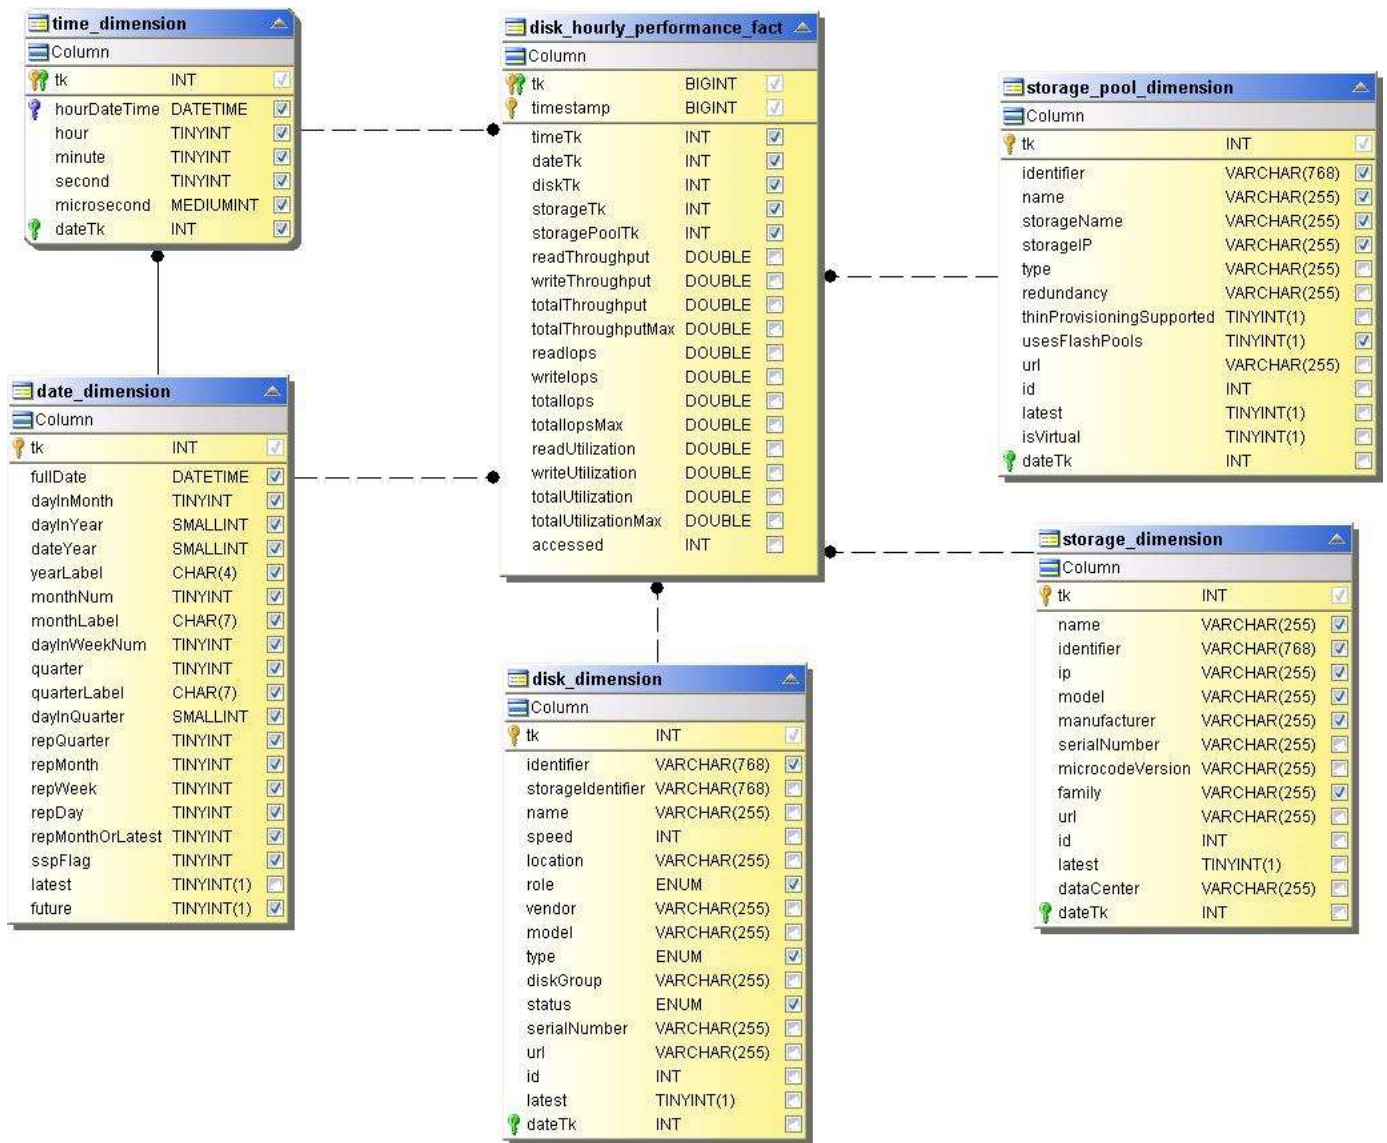 time_dimension
Column
tk INT
hourDateTime DATETIME
hour TINYINT
minute TINYINT
second TINYINT
microsecond MEDIUMINT
dateTk INT
disk_hourly_performance_fact
Column
tk BIGINT
timestamp BIGINT
timeTk INT
dateTk INT
diskTk INT
storageTk INT
storagePoolTk INT
readThroughput DOUBLE
writeThroughput DOUBLE
totalThroughput DOUBLE
totalThroughputMax DOUBLE
readIops DOUBLE
writeIops DOUBLE
totalIops DOUBLE
totalIopsMax DOUBLE
readUtilization DOUBLE
writeUtilization DOUBLE
totalUtilization DOUBLE
totalUtilizationMax DOUBLE
accessed INT
storage_pool_dimension
Column
tk INT
identifier VARCHAR(768)
name VARCHAR(255)
storageName VARCHAR(255)
storageIP VARCHAR(255)
type VARCHAR(255)
redundancy VARCHAR(255)
thinProvisioningSupported TINYINT(1)
usesFlashPools TINYINT(1)
url VARCHAR(255)
id INT
latest TINYINT(1)
isVirtual TINYINT(1)
dateTk INT
date_dimension
Column
tk INT
fullDate DATETIME
dayInMonth TINYINT
dayInYear SMALLINT
dateYear SMALLINT
yearLabel CHAR(4)
monthNum TINYINT
monthLabel CHAR(7)
dayInWeekNum TINYINT
quarter TINYINT
quarterLabel CHAR(7)
dayInQuarter SMALLINT
repQuarter TINYINT
repMonth TINYINT
repWeek TINYINT
repDay TINYINT
repMonthOrLatest TINYINT
sspFlag TINYINT
latest TINYINT(1)
future TINYINT(1)
storage_dimension
Column
tk INT
name VARCHAR(255)
identifier VARCHAR(768)
ip VARCHAR(255)
model VARCHAR(255)
manufacturer VARCHAR(255)
serialNumber VARCHAR(255)
microcodeVersion VARCHAR(255)
family VARCHAR(255)
url VARCHAR(255)
id INT
latest TINYINT(1)
dataCenter VARCHAR(255)
dateTk INT
disk_dimension
Column
tk INT
identifier VARCHAR(768)
storageIdentifier VARCHAR(768)
name VARCHAR(255)
speed INT
location VARCHAR(255)
role ENUM
vendor VARCHAR(255)
model VARCHAR(255)
type ENUM
diskGroup VARCHAR(255)
status ENUM
serialNumber VARCHAR(255)
url VARCHAR(255)
id INT
latest TINYINT(1)
dateTk INT